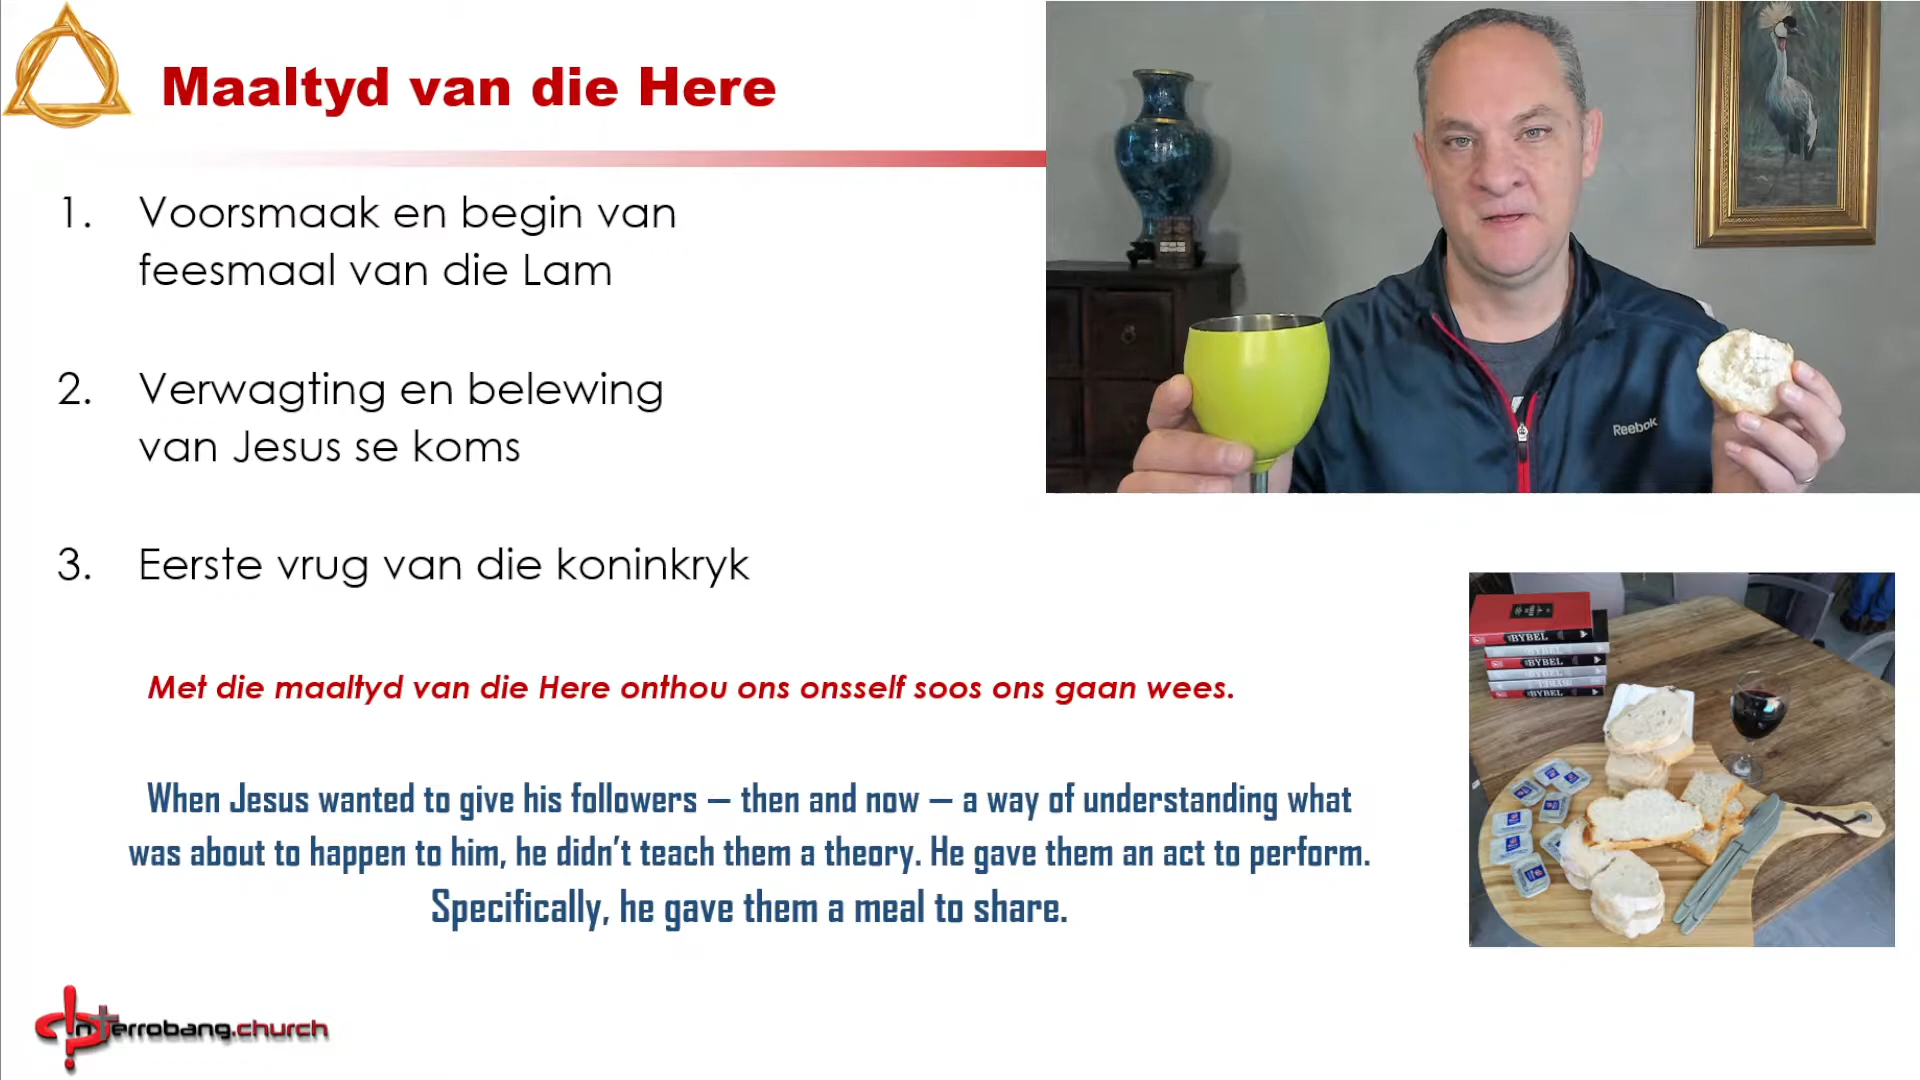 Maaltyd van die Here
1. Voorsmaak en begin van
feesmaal van die Lam
2. Verwagting en belewing
van Jesus se koms
3. Eerste vrug van die koninkryk
Met die maaltyd van die Here onthou ons onsself soos ons gaan wees.
When Jesus wanted to give his followers — then and now — a way of understanding what
was about to happen to him, he didn't teach them a theory. He gave them an act to perform.
Specifically, he gave them a meal to share.
Reebok
BYBEL
BYBEL
BYBEL
BYBEL
BYBEL
interrobang.church